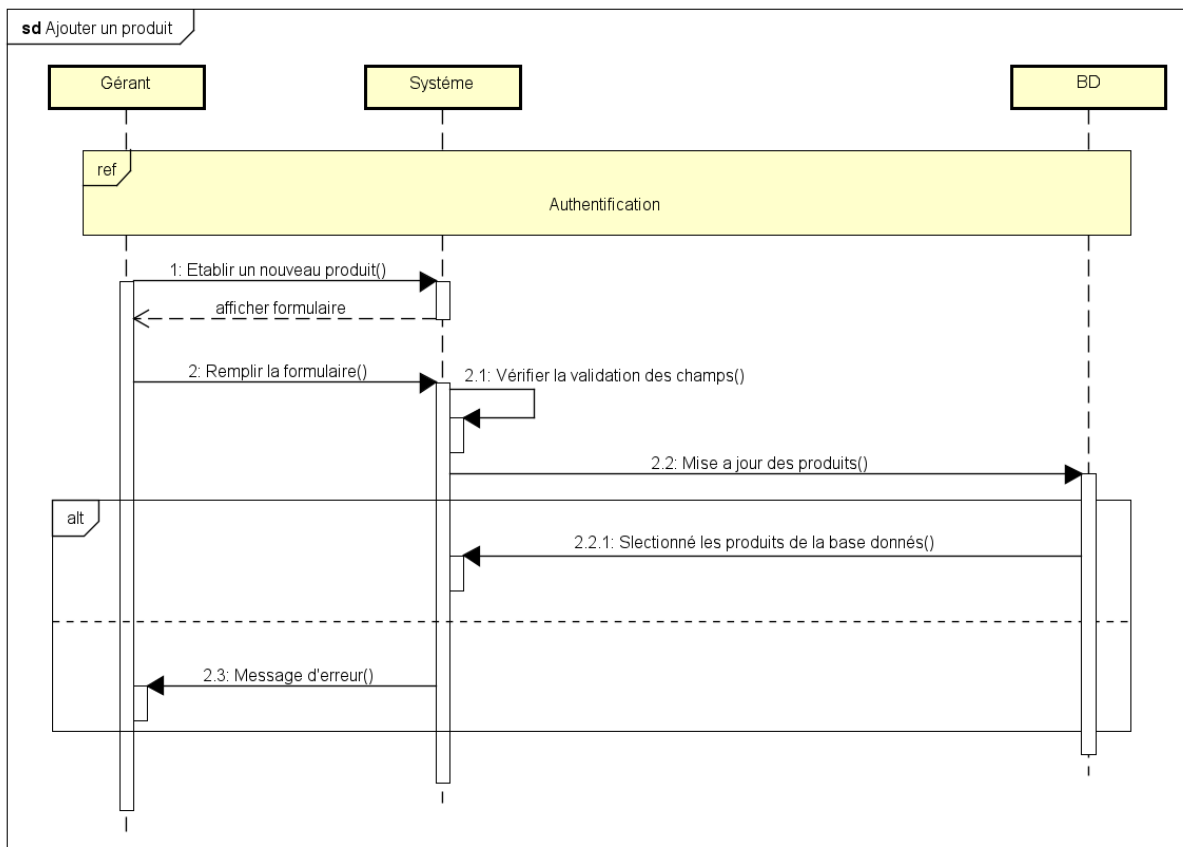 sd Ajouter un produit
Gérant
Systéme
BD
ref
Authentification
1: Etablir un nouveau produit()
afficher formulaire
2: Remplir la formulaire()
2.1: Vérifier la validation des champs()
2.2: Mise a jour des produits()
alt
2.2.1: Slectionné les produits de la base donnés()
2.3: Message d'erreur()